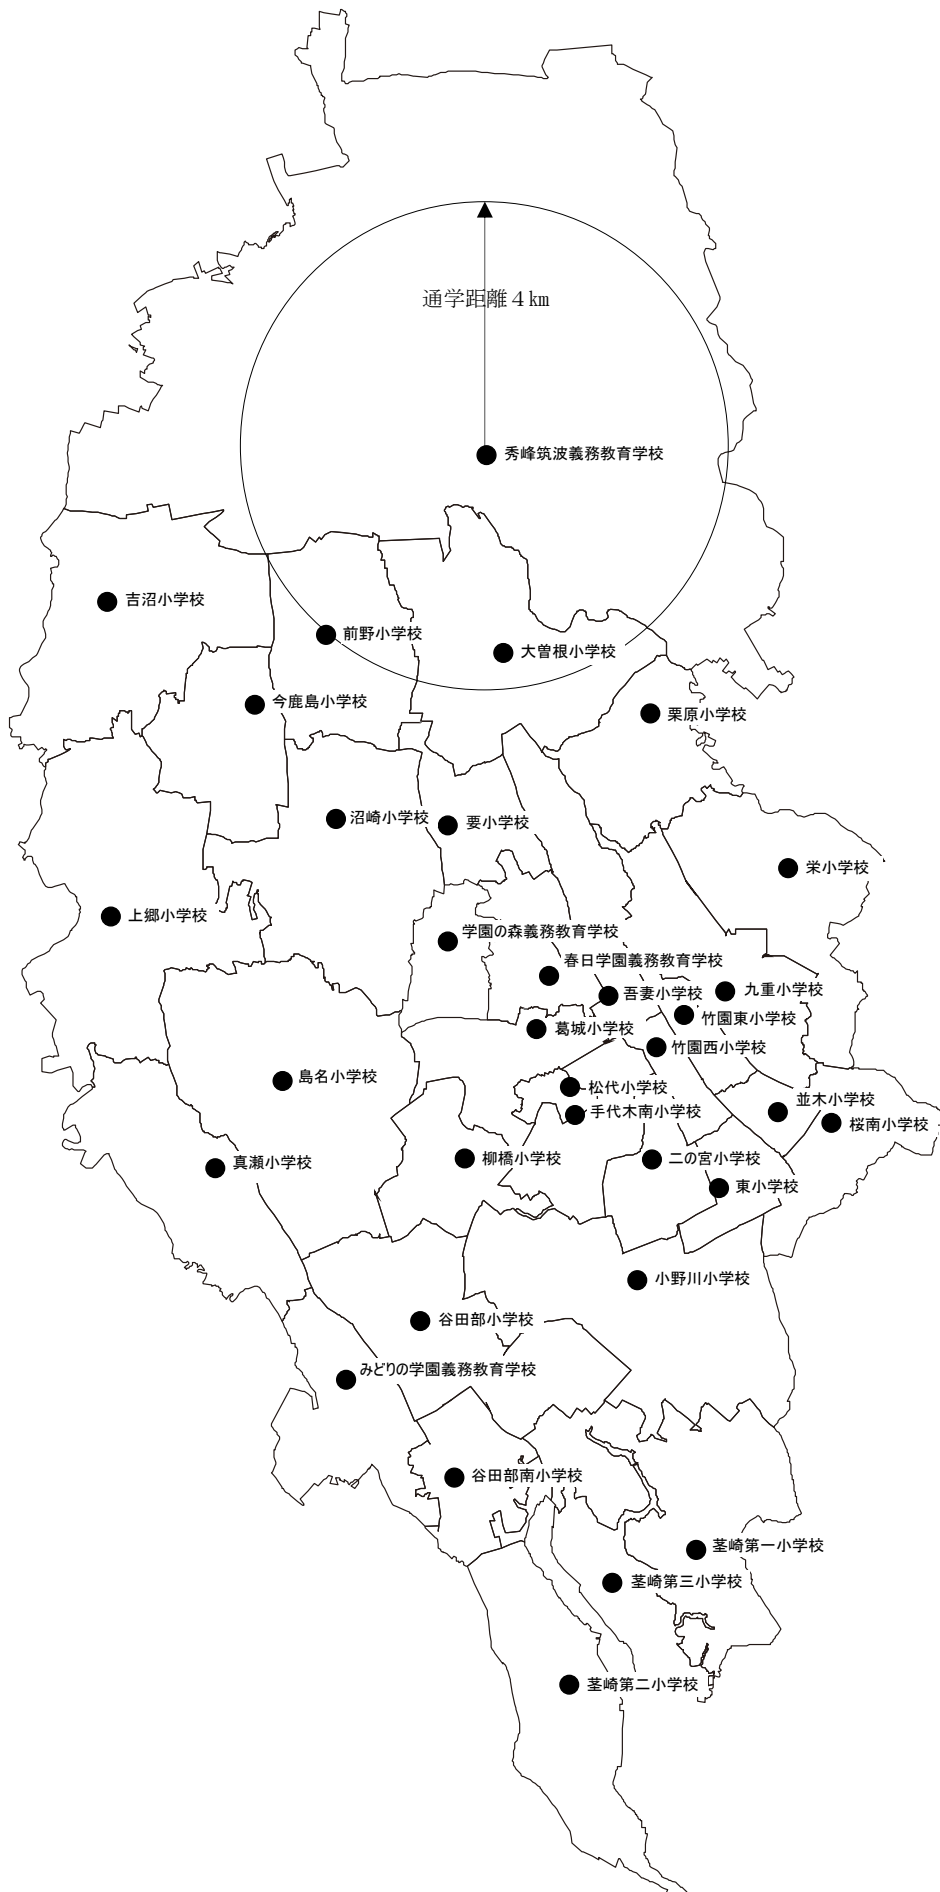 通学距離４㎞
秀峰筑波義務教育学校
吉沼小学校
前野小学校
大曽根小学校
今鹿島小学校
栗原小学校
沼崎小学校
要小学校
栄小学校
上郷小学校
学園の森義務教育学校
春日学園義務教育学校
吾妻小学校
九重小学校
竹園東小学校
葛城小学校
竹園西小学校
島名小学校
松代小学校
並木小学校
手代木南小学校
桜南小学校
真瀬小学校
柳橋小学校
二の宮小学校
東小学校
小野川小学校
谷田部小学校
みどりの学園義務教育学校
谷田部南小学校
茎崎第一小学校
茎崎第三小学校
茎崎第二小学校